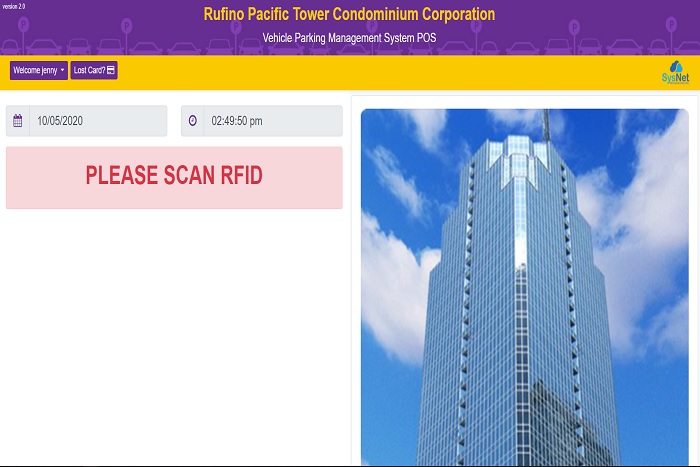 version 2.0
Rufino Pacific Tower Condominium Corporation
Vehicle Parking Management System POS
Welcome jenny
Lost Card?
SysNet
10/05/2020
02:49:50 pm
PLEASE SCAN RFID